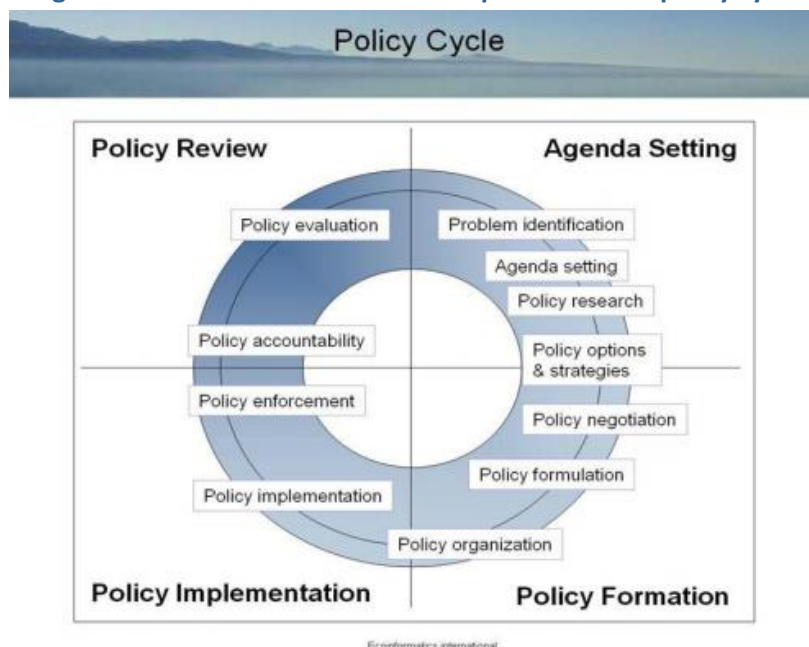 Policy Cycle
Policy Review
Agenda Setting
Policy evaluation
Problem identification
Agenda setting
Policy research
Policy accountability
Policy options
& strategies
Policy enforcement
Policy negotiation
Policy formulation
Policy implementation
Policy organization
Policy Implementation
Policy Formation